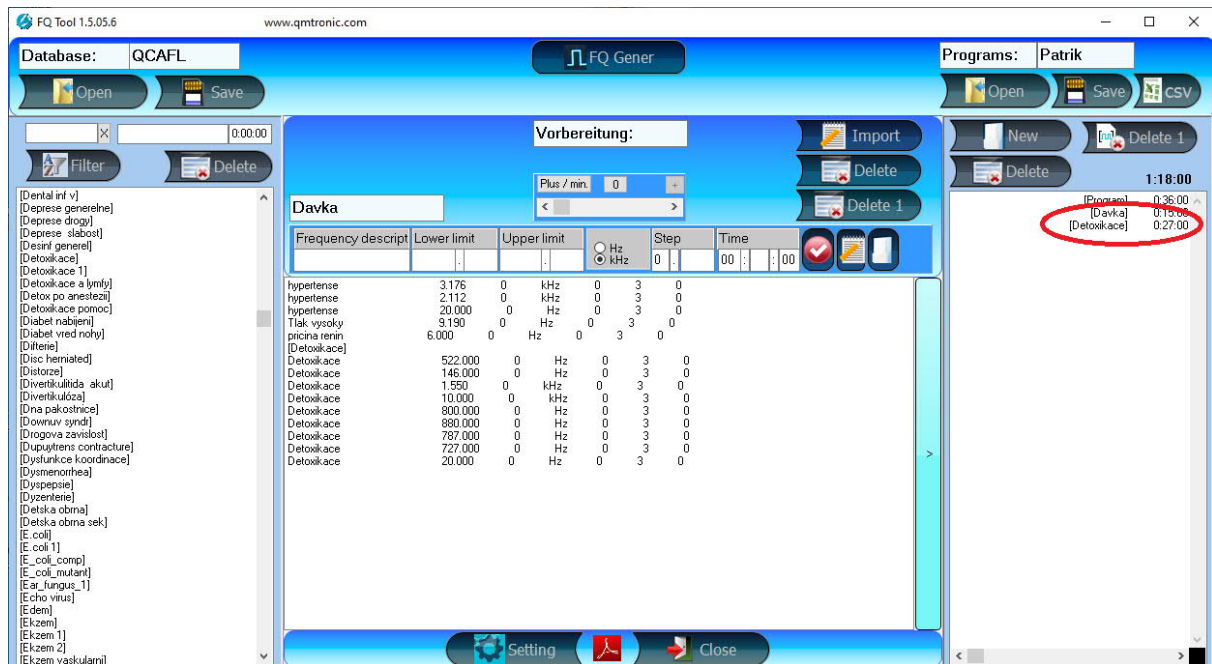 FQ Tool 1.5.05.6
www.qmtronic.com
Database: QCAFL
FQ Gener
Programs: Patrik
Open Save
Open Save CSV
X 0:00:00
Filter Delete
[Dental inf v]
[Deprese generelne]
[Deprese drogy]
[Deprese slabost]
[Desinf generel]
[Detoxikace]
[Detoxikace 1]
[Detoxikace a lymfy]
[Detox po anestezii]
[Detoxikace pomoc]
[Diabet nabijeni]
[Diabet vred nohy]
[Difterie]
[Disc herniated]
[Distorze]
[Divertikulitida akut]
[Divertikulóza]
[Dna pakostnice]
[Downuv syndr]
[Drogova zavislost]
[Dupuytrens contracture]
[Dysfunkce koordinace]
[Dysmenorrhea]
[Dyspepsie]
[Dyzenterie]
[Detska obrna]
[Detska obrna sek]
[E.coli]
[E.coli 1]
[E_coli_comp]
[E_coli_mutant]
[Ear_fungus_1]
[Echo virus]
[Edem]
[Ekzem]
[Ekzem 1]
[Ekzem 2]
[Ekzem vaskularni]
Vorbereitung:
Import
Delete
Delete 1
Plus / min. 0 +
< >
Davka
Frequency descript Lower limit Upper limit Hz kHz Step Time
. . 0 . 00 : : 00
hypertense 3.176 0 kHz 0 3 0
hypertense 2.112 0 kHz 0 3 0
hypertense 20.000 0 Hz 0 3 0
Tlak vysoky 9.190 0 Hz 0 3 0
pricina renin 6.000 0 Hz 0 3 0
[Detoxikace]
Detoxikace 522.000 0 Hz 0 3 0
Detoxikace 146.000 0 Hz 0 3 0
Detoxikace 1.550 0 kHz 0 3 0
Detoxikace 10.000 0 kHz 0 3 0
Detoxikace 800.000 0 Hz 0 3 0
Detoxikace 880.000 0 Hz 0 3 0
Detoxikace 787.000 0 Hz 0 3 0
Detoxikace 727.000 0 Hz 0 3 0
Detoxikace 20.000 0 Hz 0 3 0
>
Setting Close
New Delete 1
Delete
1:18:00
[Program] 0:36:00
[Davka] 0:15:00
[Detoxikace] 0:27:00
< >